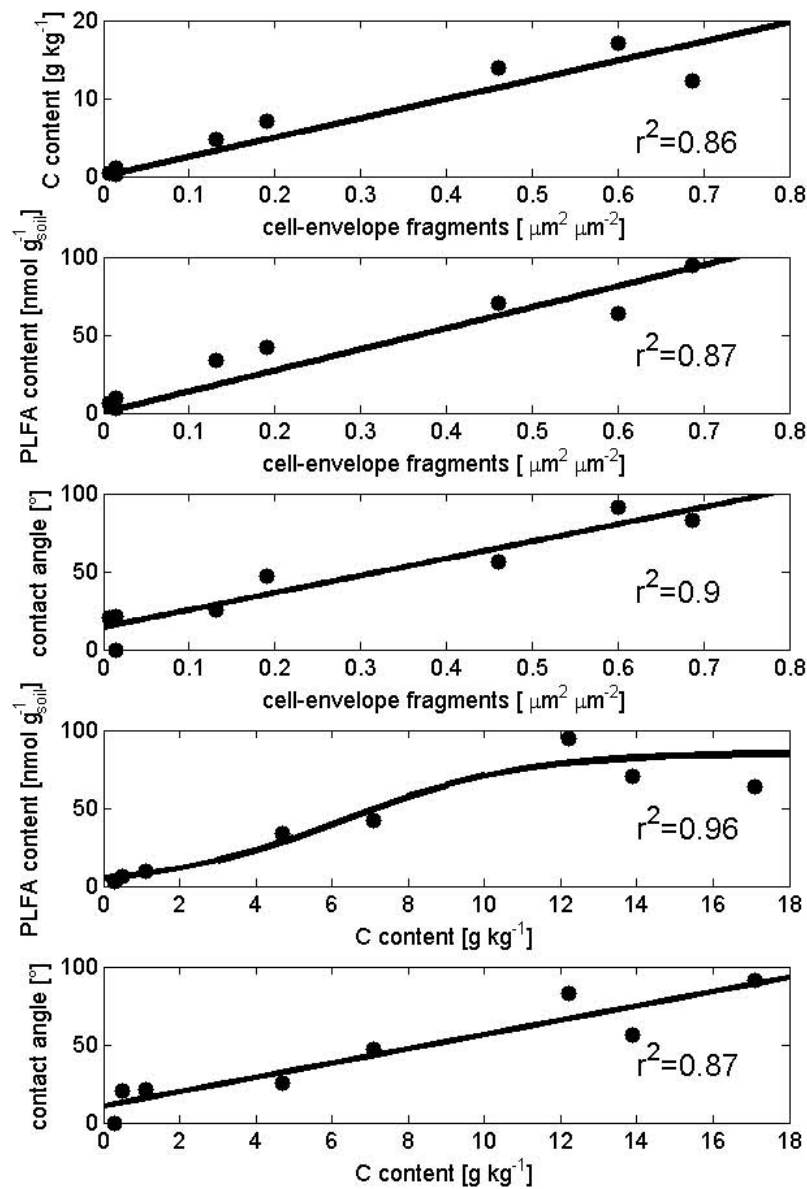 C content [g kg⁻¹]
20
10
0
r²=0.86
0 0.1 0.2 0.3 0.4 0.5 0.6 0.7 0.8
cell-envelope fragments [ μm² μm⁻²]
PLFA content [nmol g⁻¹soil]
100
50
0
r²=0.87
0 0.1 0.2 0.3 0.4 0.5 0.6 0.7 0.8
cell-envelope fragments [ μm² μm⁻²]
contact angle [°]
100
50
0
r²=0.9
0 0.1 0.2 0.3 0.4 0.5 0.6 0.7 0.8
cell-envelope fragments [ μm² μm⁻²]
PLFA content [nmol g⁻¹soil]
100
50
0
r²=0.96
0 2 4 6 8 10 12 14 16 18
C content [g kg⁻¹]
contact angle [°]
100
50
0
r²=0.87
0 2 4 6 8 10 12 14 16 18
C content [g kg⁻¹]